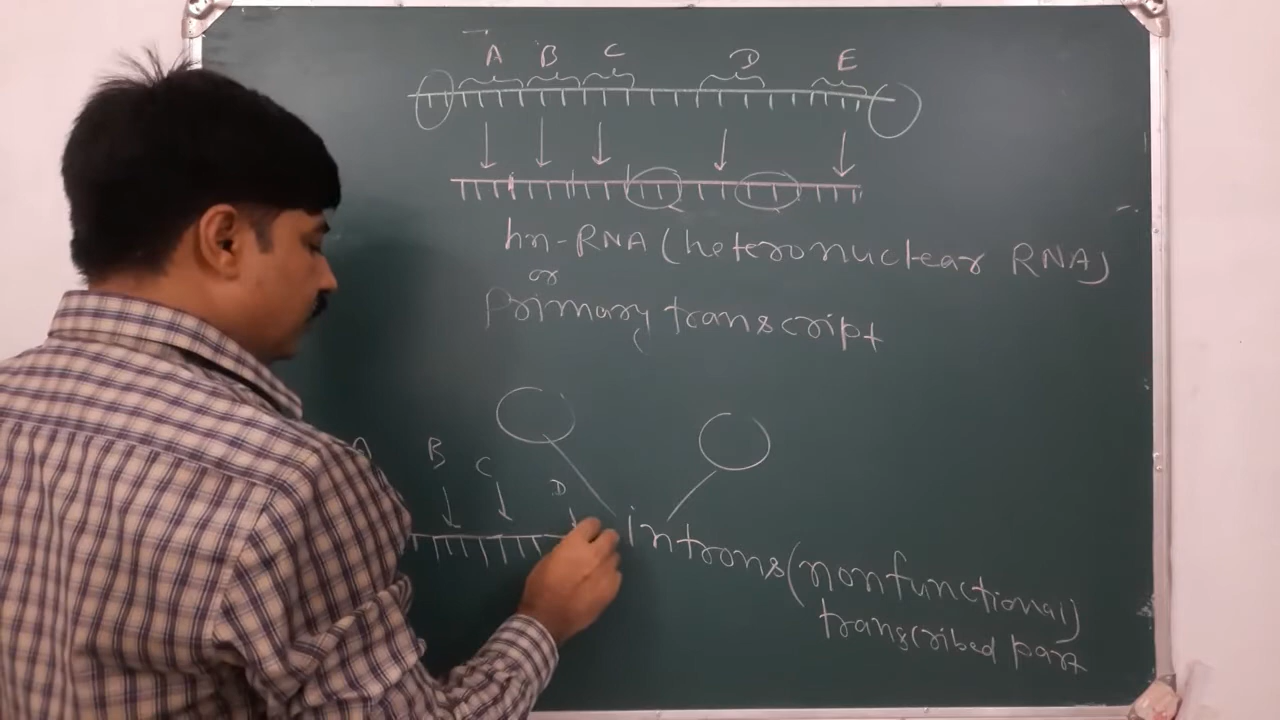 A B C D E
hn-RNA (heteronuclear RNA)
or
Primary transcript
A B C D
introns (nonfunctional)
transcribed part